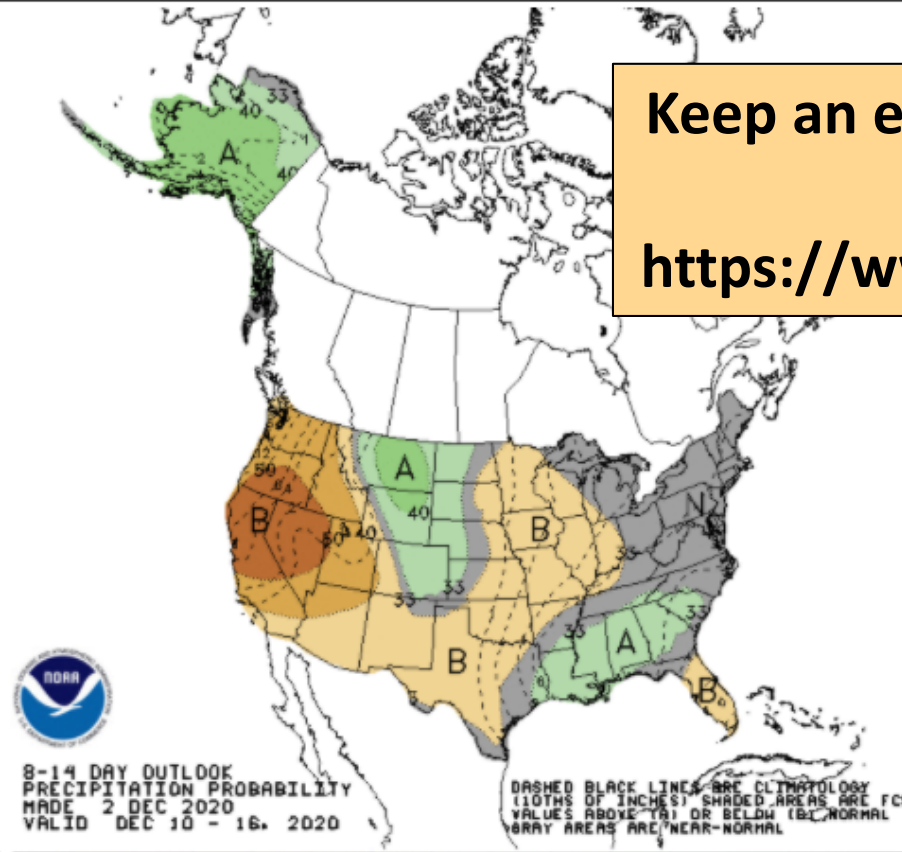 Keep an e
https://w
33
40
A
40
A
40
50
B
50
40
B
N
33
33
33
33
A
33
B
B
NOAA
8-14 DAY OUTLOOK
PRECIPITATION PROBABILITY
MADE 2 DEC 2020
VALID DEC 10 - 16, 2020
DASHED BLACK LINES ARE CLIMATOLOGY
(10THS OF INCHES) SHADED AREAS ARE FC
VALUES ABOVE (A) OR BELOW (B) NORMAL
GRAY AREAS ARE NEAR-NORMAL